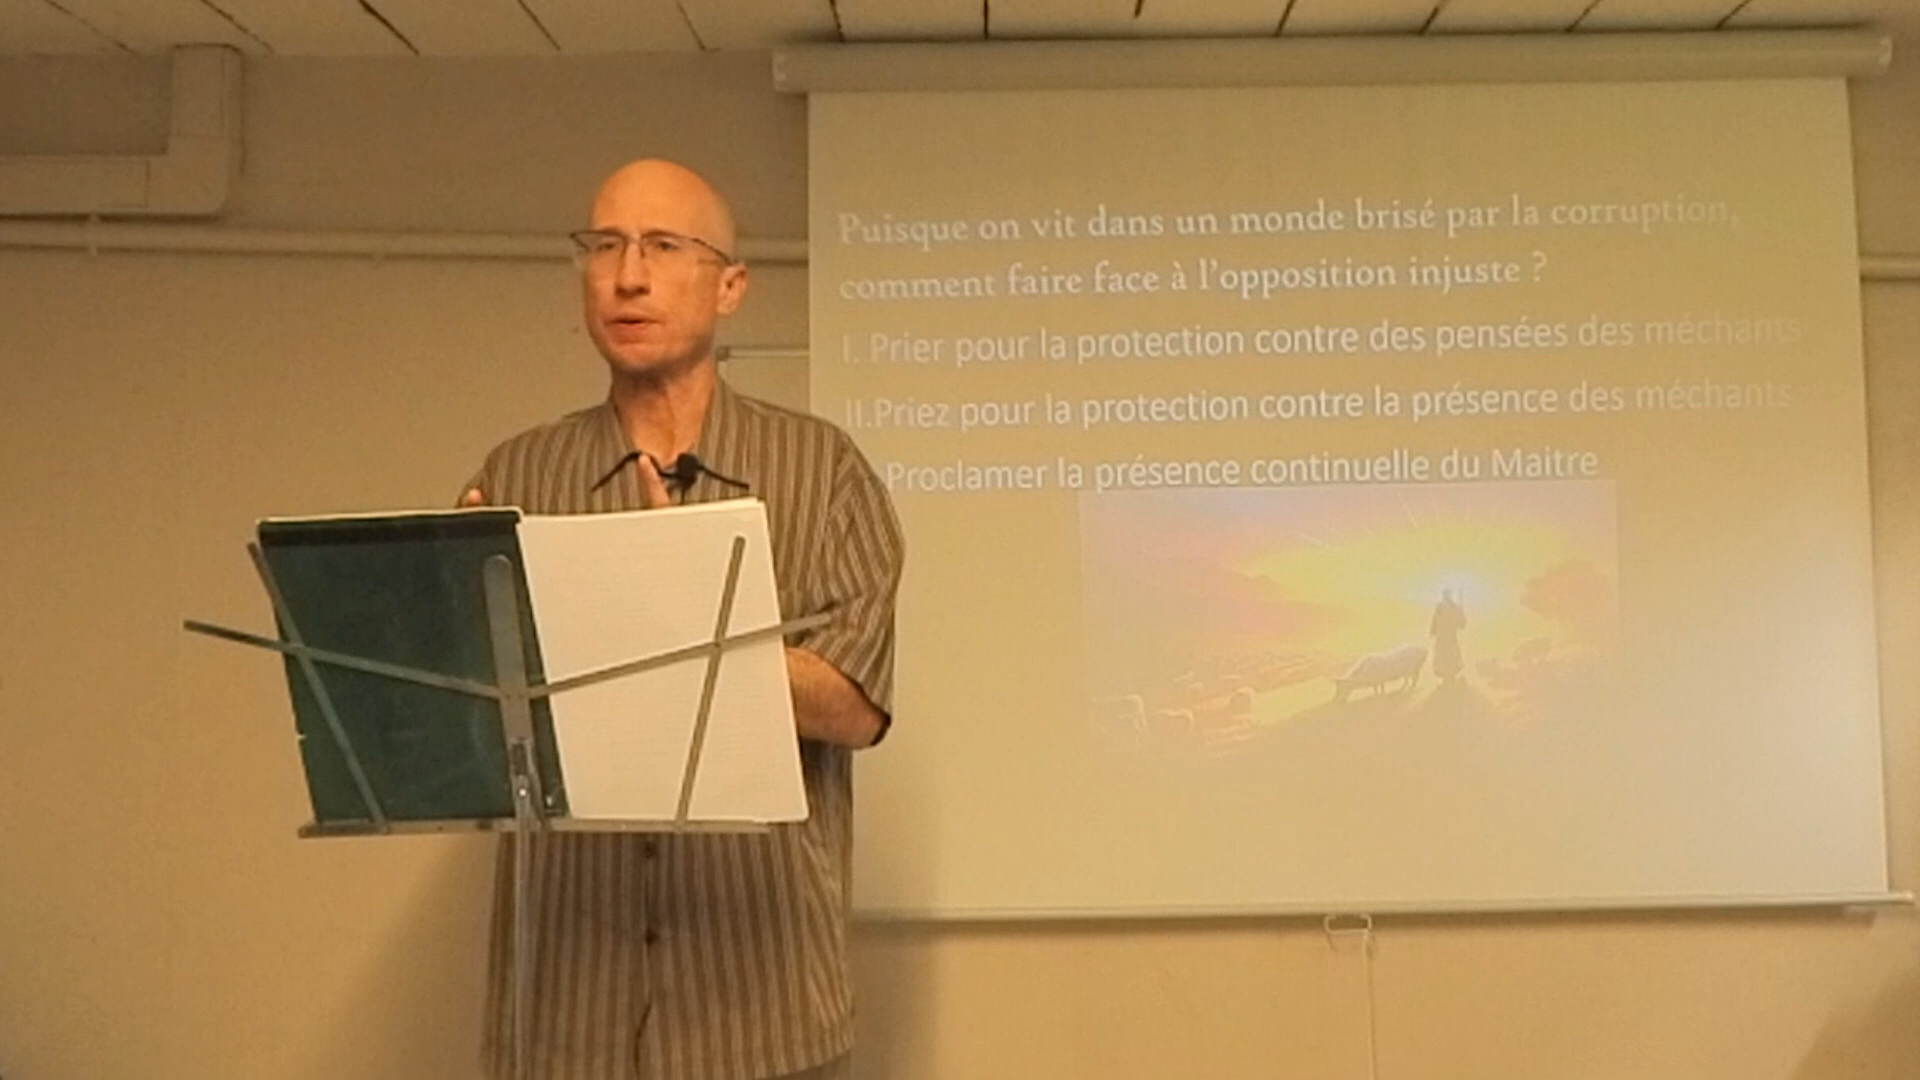 Puisque on vit dans un monde brisé par la corruption,
comment faire face à l'opposition injuste ?
I. Prier pour la protection contre des pensées des méchants
II.Priez pour la protection contre la présence des méchants
Proclamer la présence continuelle du Maitre